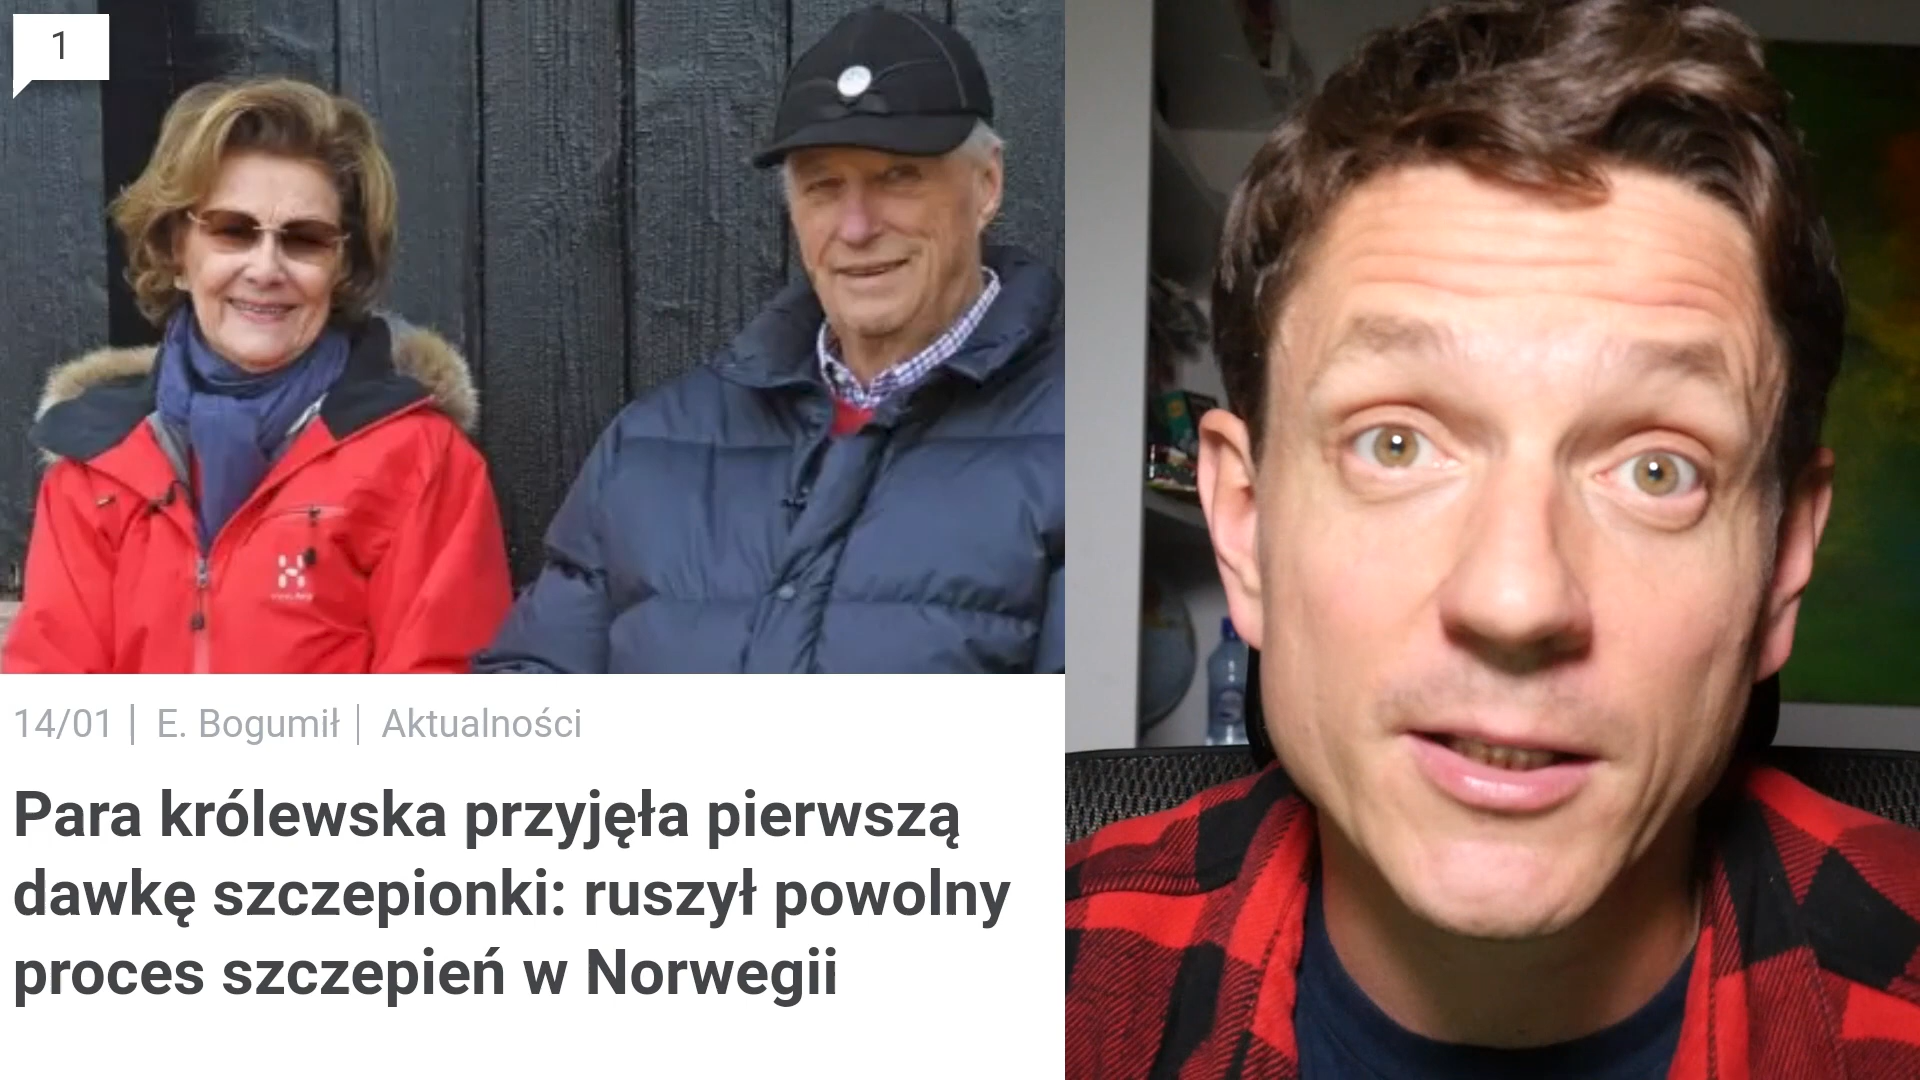 1
14/01 | E. Bogumił | Aktualności
Para królewska przyjęła pierwszą
dawkę szczepionki: ruszył powolny
proces szczepień w Norwegii